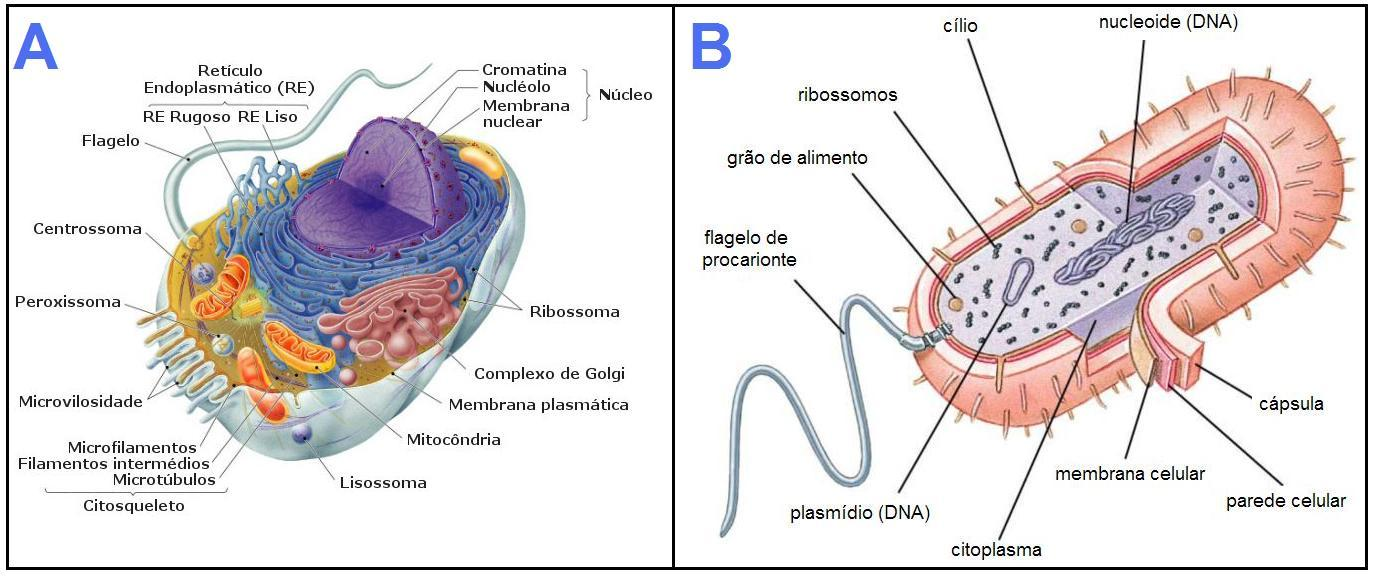 A
Retículo
Endoplasmático (RE)
RE Rugoso RE Liso
Flagelo
Cromatina
Nucléolo
Membrana
nuclear
Núcleo
Centrossoma
Peroxissoma
Ribossoma
Complexo de Golgi
Microvilosidade
Membrana plasmática
Mitocôndria
Microfilamentos
Filamentos intermédios
Microtúbulos
Citosqueleto
Lisossoma
B
cílio
nucleoide (DNA)
ribossomos
grão de alimento
flagelo de
procarionte
cápsula
membrana celular
parede celular
plasmídio (DNA)
citoplasma